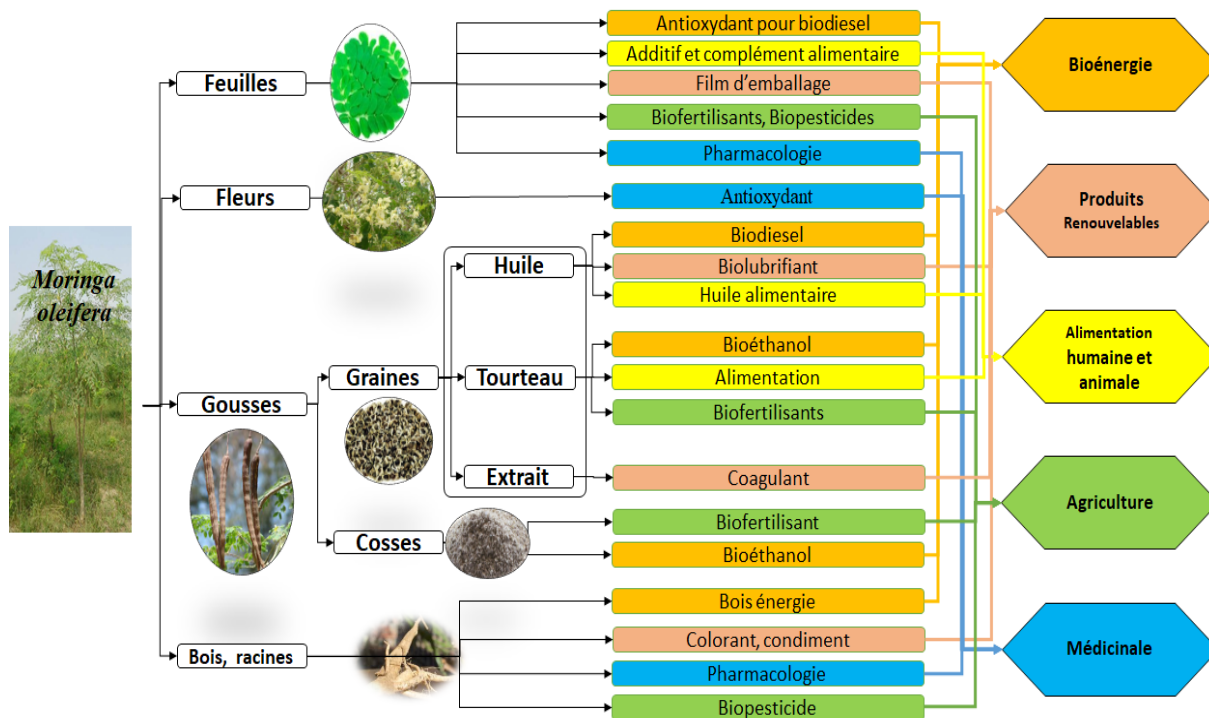 Moringa
oleifera
Feuilles
Fleurs
Gousses
Bois, racines
Graines
Cosses
Huile
Tourteau
Extrait
Antioxydant pour biodiesel
Additif et complément alimentaire
Film d'emballage
Biofertilisants, Biopesticides
Pharmacologie
Antioxydant
Biodiesel
Biolubrifiant
Huile alimentaire
Bioéthanol
Alimentation
Biofertilisants
Coagulant
Biofertilisant
Bioéthanol
Bois énergie
Colorant, condiment
Pharmacologie
Biopesticide
Bioénergie
Produits
Renouvelables
Alimentation
humaine et
animale
Agriculture
Médicinale